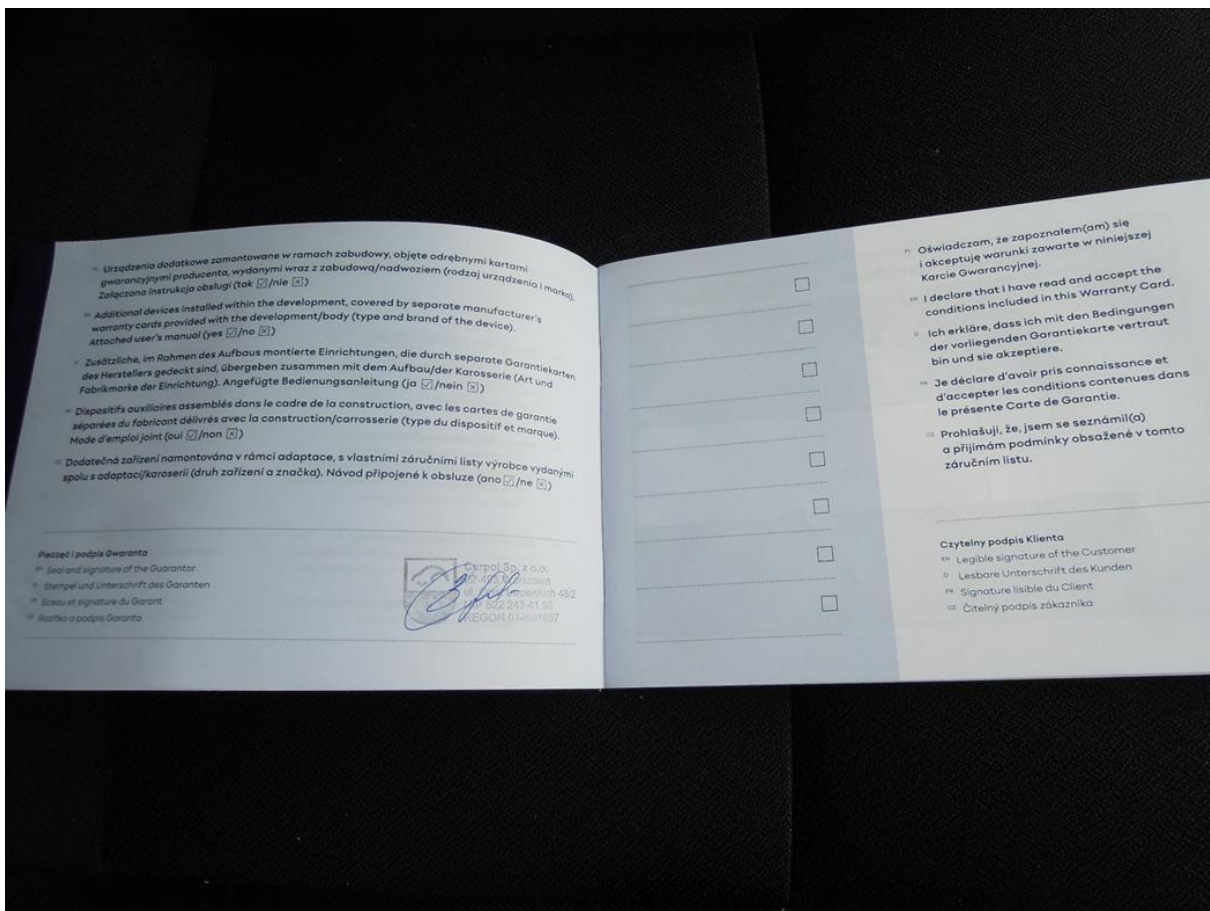 PL Urządzenia dodatkowe zamontowane w ramach zabudowy, objęte odrębnymi kartami
gwarancyjnymi producenta, wydanymi wraz z zabudową/nadwoziem (rodzaj urządzenia i marka).
Załączona instrukcja obsługi (tak ☑/nie ☒)
EN Additional devices installed within the development, covered by separate manufacturer's
warranty cards provided with the development/body (type and brand of the device).
Attached user's manual (yes ☑/no ☒)
D Zusätzliche, im Rahmen des Aufbaus montierte Einrichtungen, die durch separate Garantiekarten
des Herstellers gedeckt sind, übergeben zusammen mit dem Aufbau/der Karosserie (Art und
Fabrikmarke der Einrichtung). Angefügte Bedienungsanleitung (ja ☑/nein ☒)
FR Dispositifs auxiliaires assemblés dans le cadre de la construction, avec les cartes de garantie
séparées du fabricant délivrés avec la construction/carrosserie (type du dispositif et marque).
Mode d'emploi joint (oui ☑/non ☒)
CZ Dodatečná zařízení namontována v rámci adaptace, s vlastními záručními listy výrobce vydanými
spolu s adaptací/karoserií (druh zařízení a značka). Návod připojené k obsluze (ano ☑/ne ☒)
Pieczęć i podpis Gwaranta
EN Seal and signature of the Guarantor
D Stempel und Unterschrift des Garanten
FR Sceau et signature du Garant
CZ Razítko a podpis Garanta
Carpol Sp. z o.o.
Warszawa
ul. 48/2
NIP 522 243 41 93
REGON
PL Oświadczam, że zapoznałem(am) się
i akceptuję warunki zawarte w niniejszej
Karcie Gwarancyjnej.
EN I declare that I have read and accept the
conditions included in this Warranty Card.
D Ich erkläre, dass ich mit den Bedingungen
der vorliegenden Garantiekarte vertraut
bin und sie akzeptiere.
FR Je déclare d'avoir pris connaissance et
d'accepter les conditions contenues dans
le présente Carte de Garantie.
CZ Prohlašuji, že, jsem se seznámil(a)
a přijímám podmínky obsažené v tomto
záručním listu.
Czytelny podpis Klienta
EN Legible signature of the Customer
D Lesbare Unterschrift des Kunden
FR Signature lisible du Client
CZ Čitelný podpis zákazníka